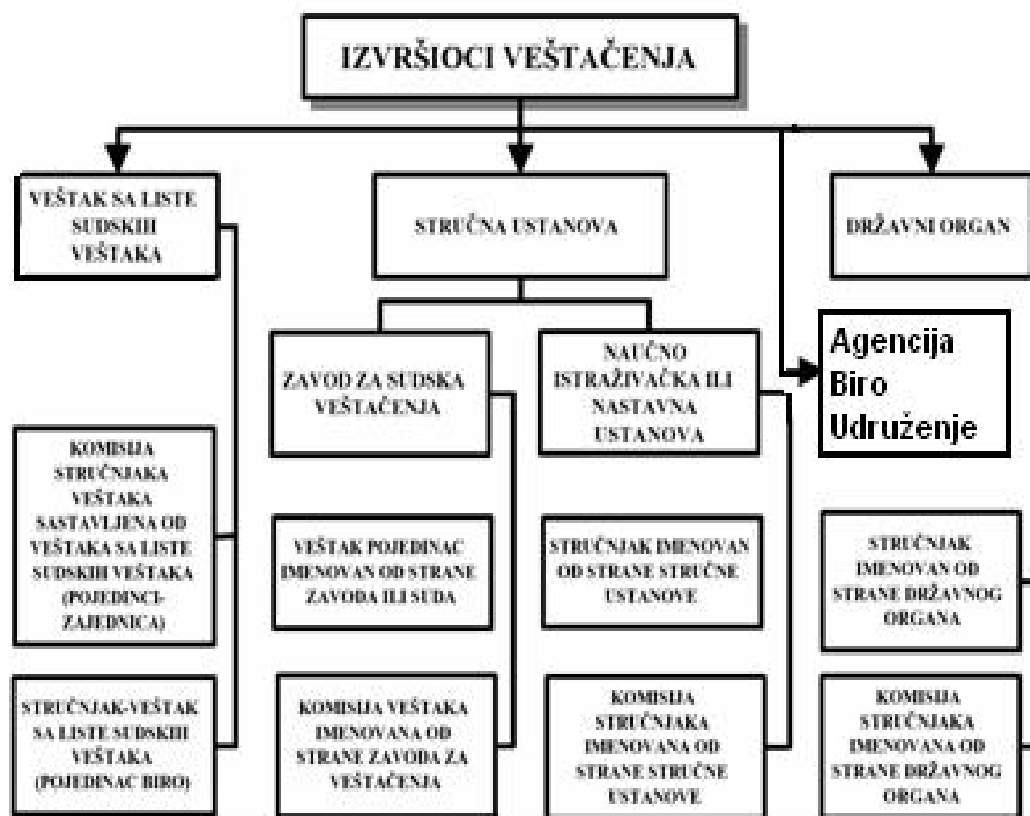 IZVRŠIOCI VEŠTAČENJA
VEŠTAK SA LISTE
SUDSKIH
VEŠTAKA
STRUČNA USTANOVA
DRŽAVNI ORGAN
ZAVOD ZA SUDSKA
VEŠTAČENJA
NAUČNO
ISTRAŽIVAČKA ILI
NASTAVNA
USTANOVA
Agencija
Biro
Udruženje
KOMISIJA
STRUČNJAKA
VEŠTAKA
SASTAVLJENA OD
VEŠTAKA SA LISTE
SUDSKIH VEŠTAKA
(POJEDINCI-
ZAJEDNICA)
VEŠTAK POJEDINAC
IMENOVAN OD STRANE
ZAVODA ILI SUDA
STRUČNJAK IMENOVAN
OD STRANE STRUČNE
USTANOVE
STRUČNJAK
IMENOVAN OD
STRANE DRŽAVNOG
ORGANA
STRUČNJAK-VEŠTAK
SA LISTE SUDSKIH
VEŠTAKA
(POJEDINAC BIRO)
KOMISIJA VEŠTAKA
IMENOVANA OD
STRANE ZAVODA ZA
VEŠTAČENJA
KOMISIJA
STRUČNJAKA
IMENOVANA OD
STRANE STRUČNE
USTANOVE
KOMISIJA
STRUČNJAKA
IMENOVANA OD
STRANE DRŽAVNOG
ORGANA